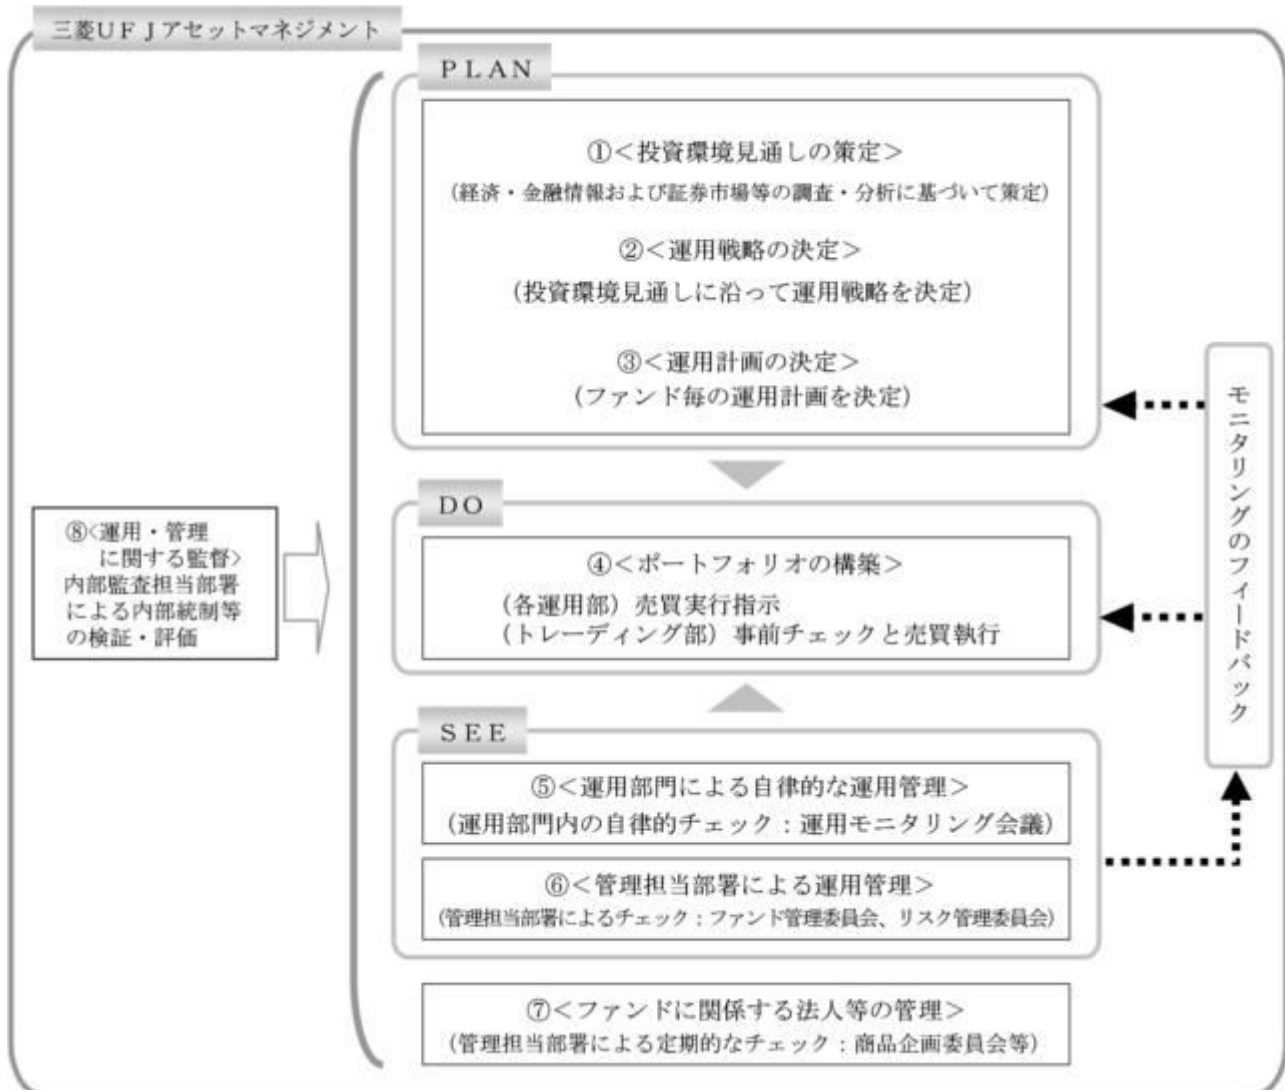 三菱ＵＦＪアセットマネジメント
ＰＬＡＮ
①＜投資環境見通しの策定＞
（経済・金融情報および証券市場等の調査・分析に基づいて策定）
②＜運用戦略の決定＞
（投資環境見通しに沿って運用戦略を決定）
③＜運用計画の決定＞
（ファンド毎の運用計画を決定）
ＤＯ
④＜ポートフォリオの構築＞
（各運用部）売買実行指示
（トレーディング部）事前チェックと売買執行
ＳＥＥ
⑤＜運用部門による自律的な運用管理＞
（運用部門内の自律的チェック：運用モニタリング会議）
⑥＜管理担当部署による運用管理＞
（管理担当部署によるチェック：ファンド管理委員会、リスク管理委員会）
⑦＜ファンドに関係する法人等の管理＞
（管理担当部署による定期的なチェック：商品企画委員会等）
⑧<運用・管理
に関する監督>
内部監査担当部署
による内部統制等
の検証・評価
モニタリングのフィードバック